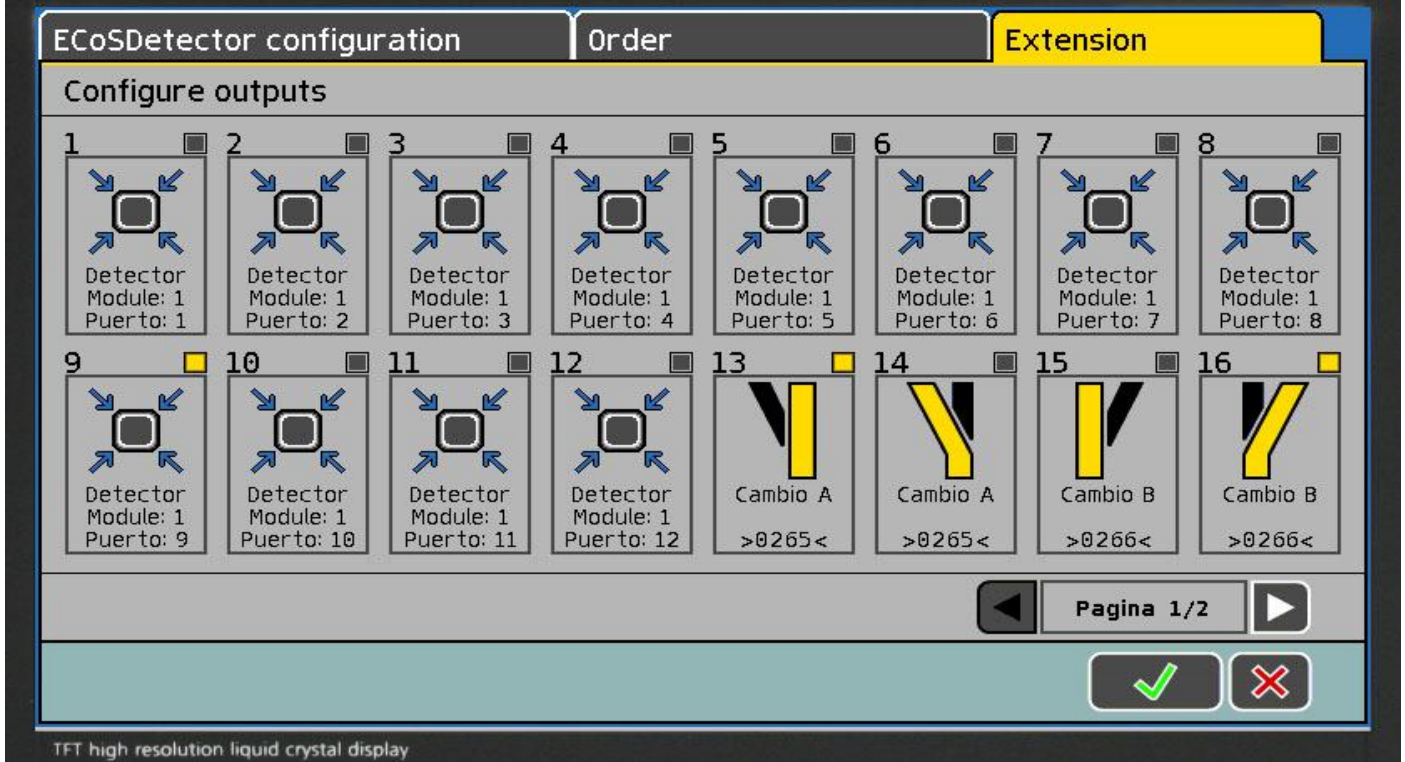 ECoSDetector configuration
Order
Extension
Configure outputs
1 2 3 4 5 6 7 8
Detector Detector Detector Detector Detector Detector Detector Detector
Module: 1 Module: 1 Module: 1 Module: 1 Module: 1 Module: 1 Module: 1 Module: 1
Puerto: 1 Puerto: 2 Puerto: 3 Puerto: 4 Puerto: 5 Puerto: 6 Puerto: 7 Puerto: 8
9 10 11 12 13 14 15 16
Detector Detector Detector Detector Cambio A Cambio A Cambio B Cambio B
Module: 1 Module: 1 Module: 1 Module: 1
Puerto: 9 Puerto: 10 Puerto: 11 Puerto: 12 >0265< >0265< >0266< >0266<
Pagina 1/2
TFT high resolution liquid crystal display